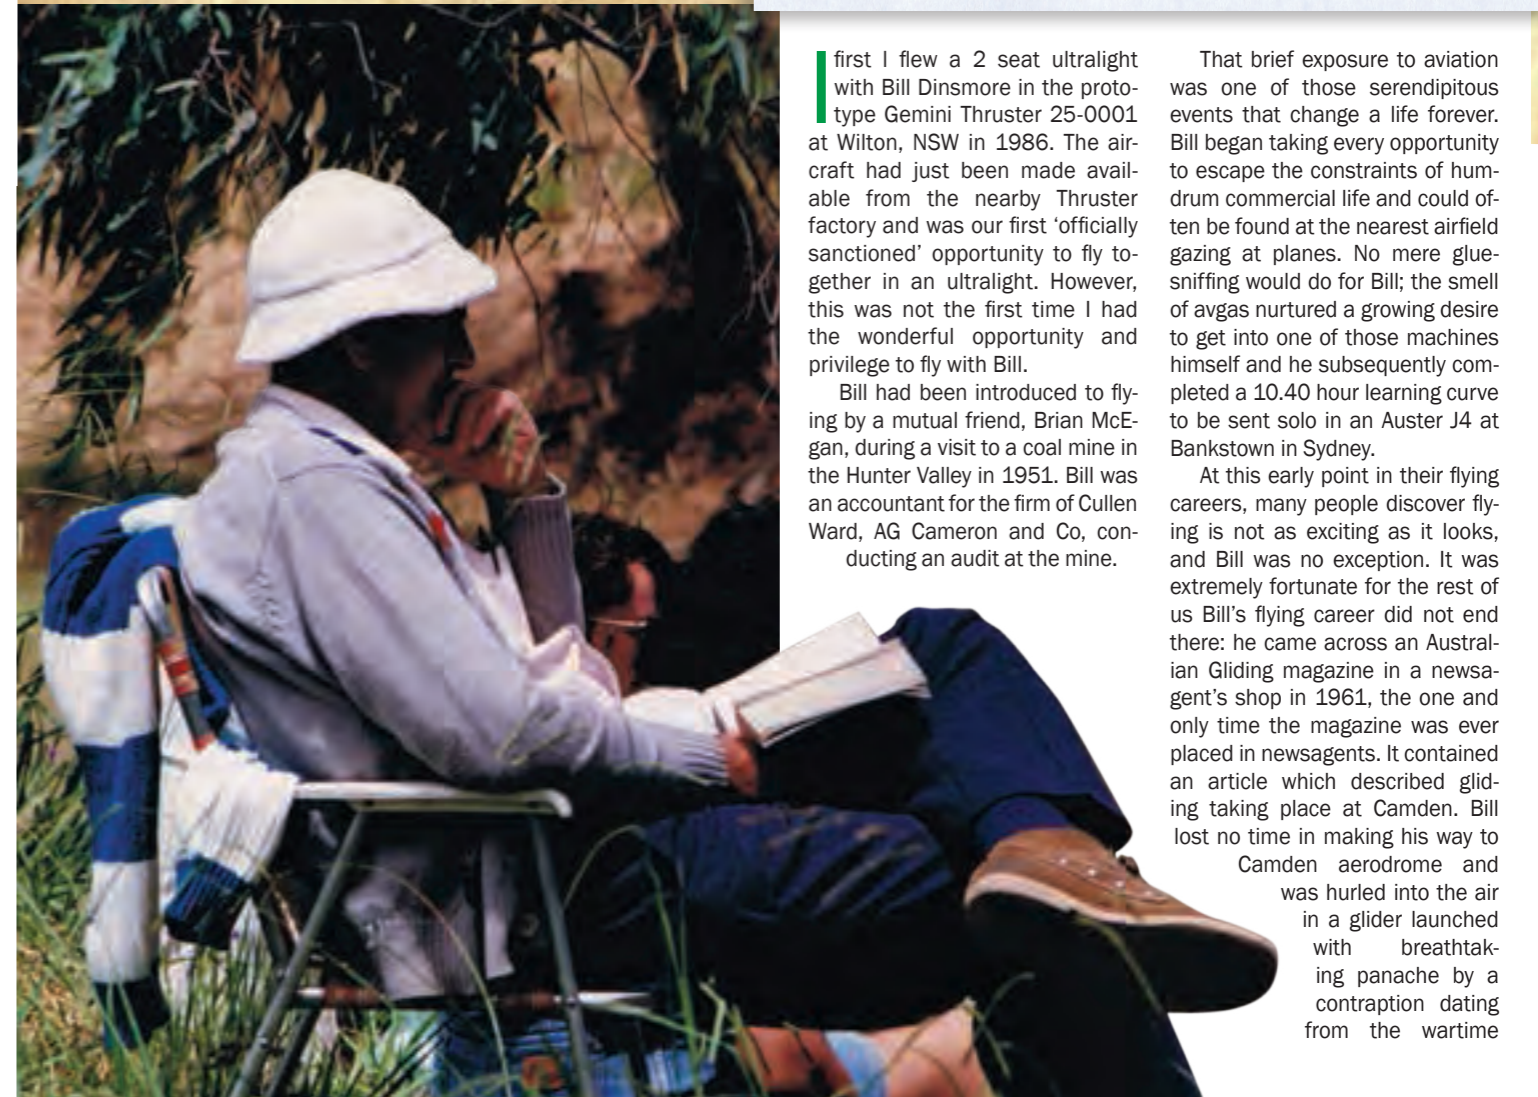 I first I flew a 2 seat ultralight
with Bill Dinsmore in the proto-
type Gemini Thruster 25-0001
at Wilton, NSW in 1986. The air-
craft had just been made avail-
able from the nearby Thruster
factory and was our first ‘officially
sanctioned’ opportunity to fly to-
gether in an ultralight. However,
this was not the first time I had
the wonderful opportunity and
privilege to fly with Bill.
Bill had been introduced to fly-
ing by a mutual friend, Brian McE-
gan, during a visit to a coal mine in
the Hunter Valley in 1951. Bill was
an accountant for the firm of Cullen
Ward, AG Cameron and Co, con-
ducting an audit at the mine.
That brief exposure to aviation
was one of those serendipitous
events that change a life forever.
Bill began taking every opportunity
to escape the constraints of hum-
drum commercial life and could of-
ten be found at the nearest airfield
gazing at planes. No mere glue-
sniffing would do for Bill; the smell
of avgas nurtured a growing desire
to get into one of those machines
himself and he subsequently com-
pleted a 10.40 hour learning curve
to be sent solo in an Auster J4 at
Bankstown in Sydney.
At this early point in their flying
careers, many people discover fly-
ing is not as exciting as it looks,
and Bill was no exception. It was
extremely fortunate for the rest of
us Bill’s flying career did not end
there: he came across an Austral-
ian Gliding magazine in a newsa-
gent’s shop in 1961, the one and
only time the magazine was ever
placed in newsagents. It contained
an article which described glid-
ing taking place at Camden. Bill
lost no time in making his way to
Camden aerodrome and
was hurled into the air
in a glider launched
with breathtak-
ing panache by a
contraption dating
from the wartime